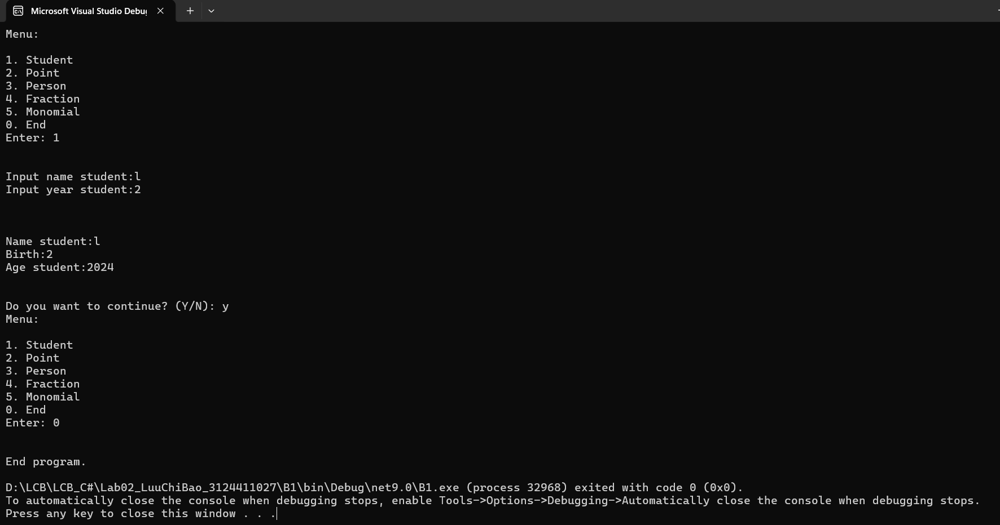 Microsoft Visual Studio Debug
Menu:
1. Student
2. Point
3. Person
4. Fraction
5. Monomial
0. End
Enter: 1
Input name student:l
Input year student:2
Name student:l
Birth:2
Age student:2024
Do you want to continue? (Y/N): y
Menu:
1. Student
2. Point
3. Person
4. Fraction
5. Monomial
0. End
Enter: 0
End program.
D:\LCB\LCB_C#\Lab02_LuuChiBao_3124411027\B1\bin\Debug\net9.0\B1.exe (process 32968) exited with code 0 (0x0).
To automatically close the console when debugging stops, enable Tools->Options->Debugging->Automatically close the console when debugging stops.
Press any key to close this window . . .